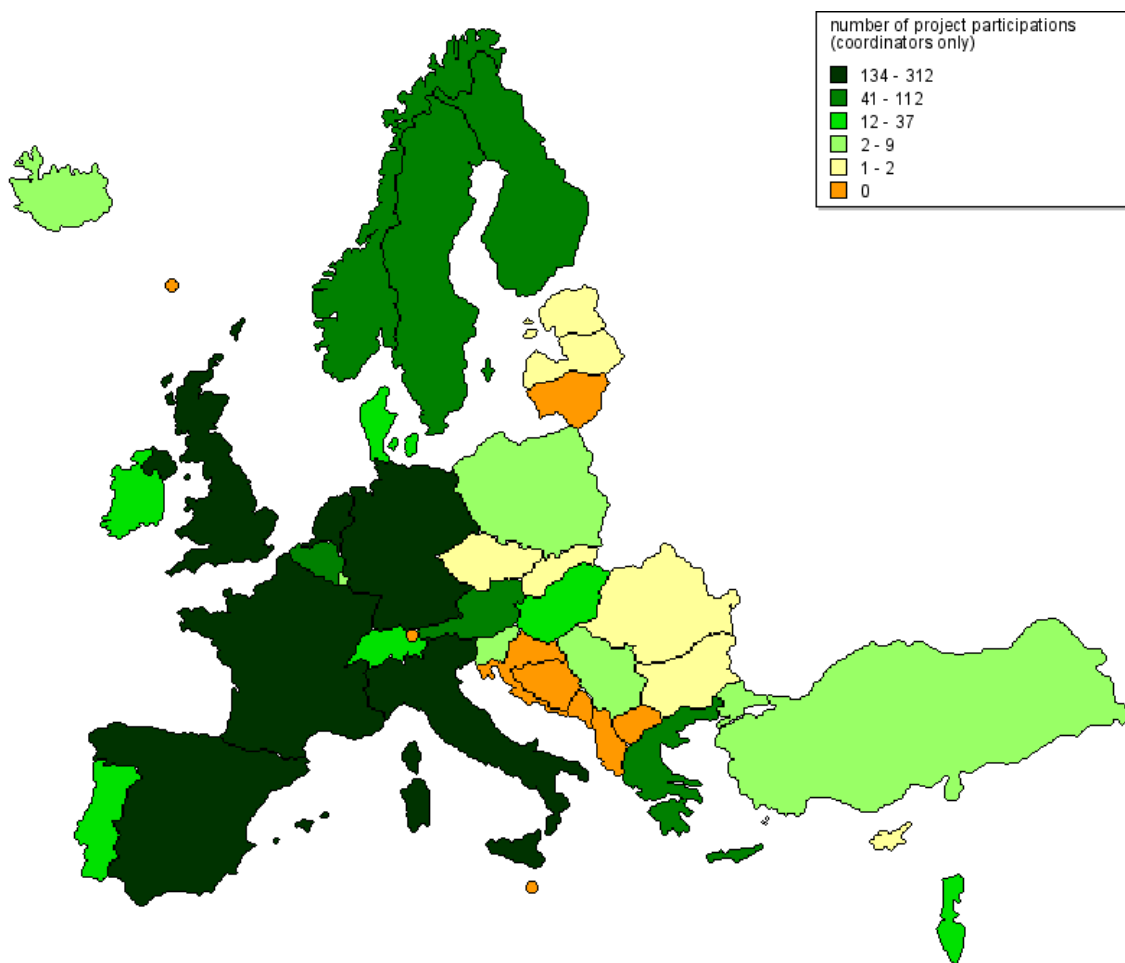 number of project participations
(coordinators only)
134 - 312
41 - 112
12 - 37
2 - 9
1 - 2
0